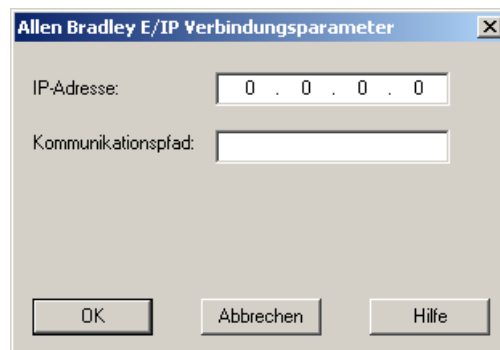 Allen Bradley E/IP Verbindungsparameter
IP-Adresse: 0 . 0 . 0 . 0
Kommunikationspfad:
OK Abbrechen Hilfe